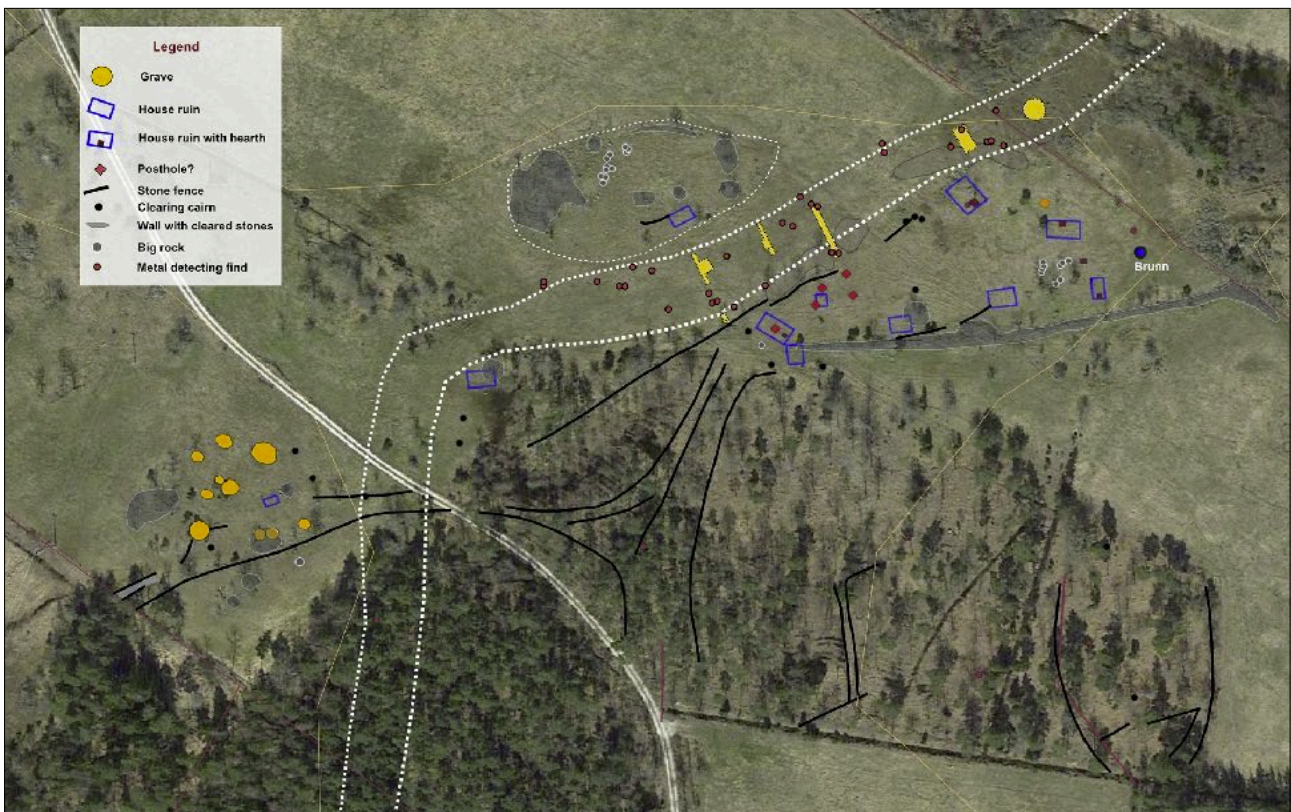 Legend
Grave
House ruin
House ruin with hearth
Posthole?
Stone fence
Clearing cairn
Wall with cleared stones
Big rock
Metal detecting find
Brunn